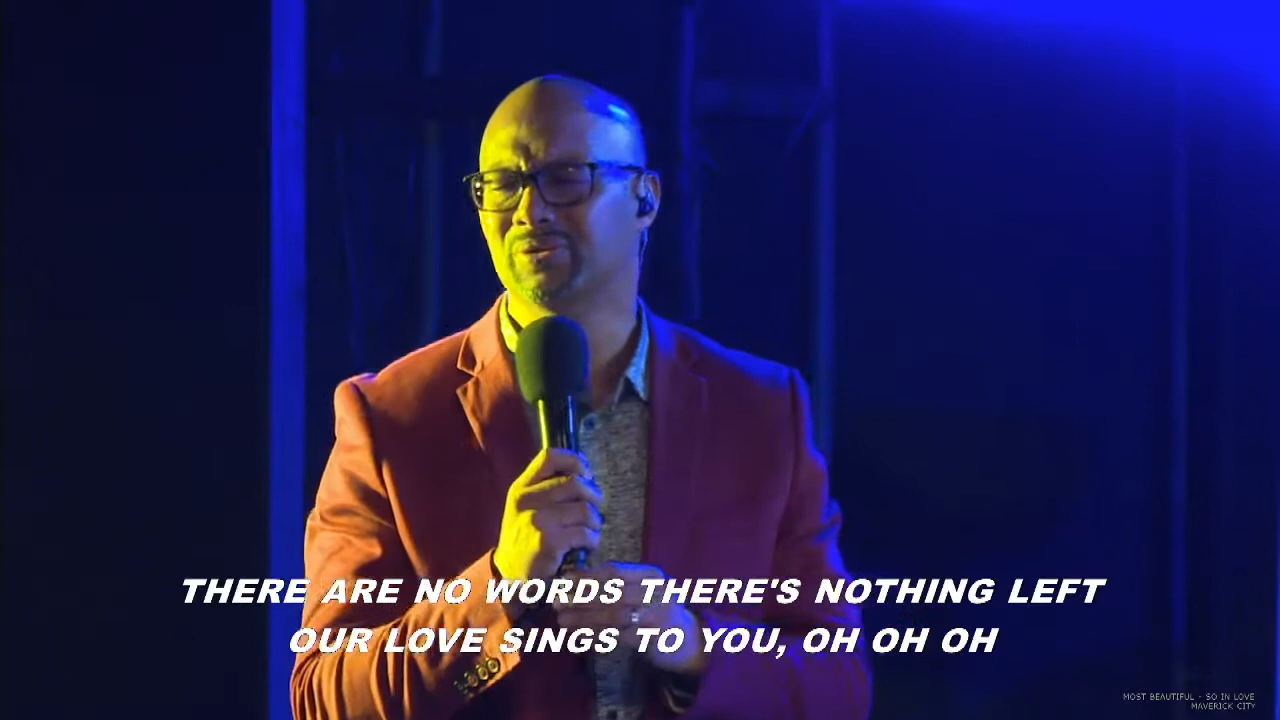 THERE ARE NO WORDS THERE'S NOTHING LEFT
OUR LOVE SINGS TO YOU, OH OH OH
MOST BEAUTIFUL - SO IN LOVE
MAVERICK CITY